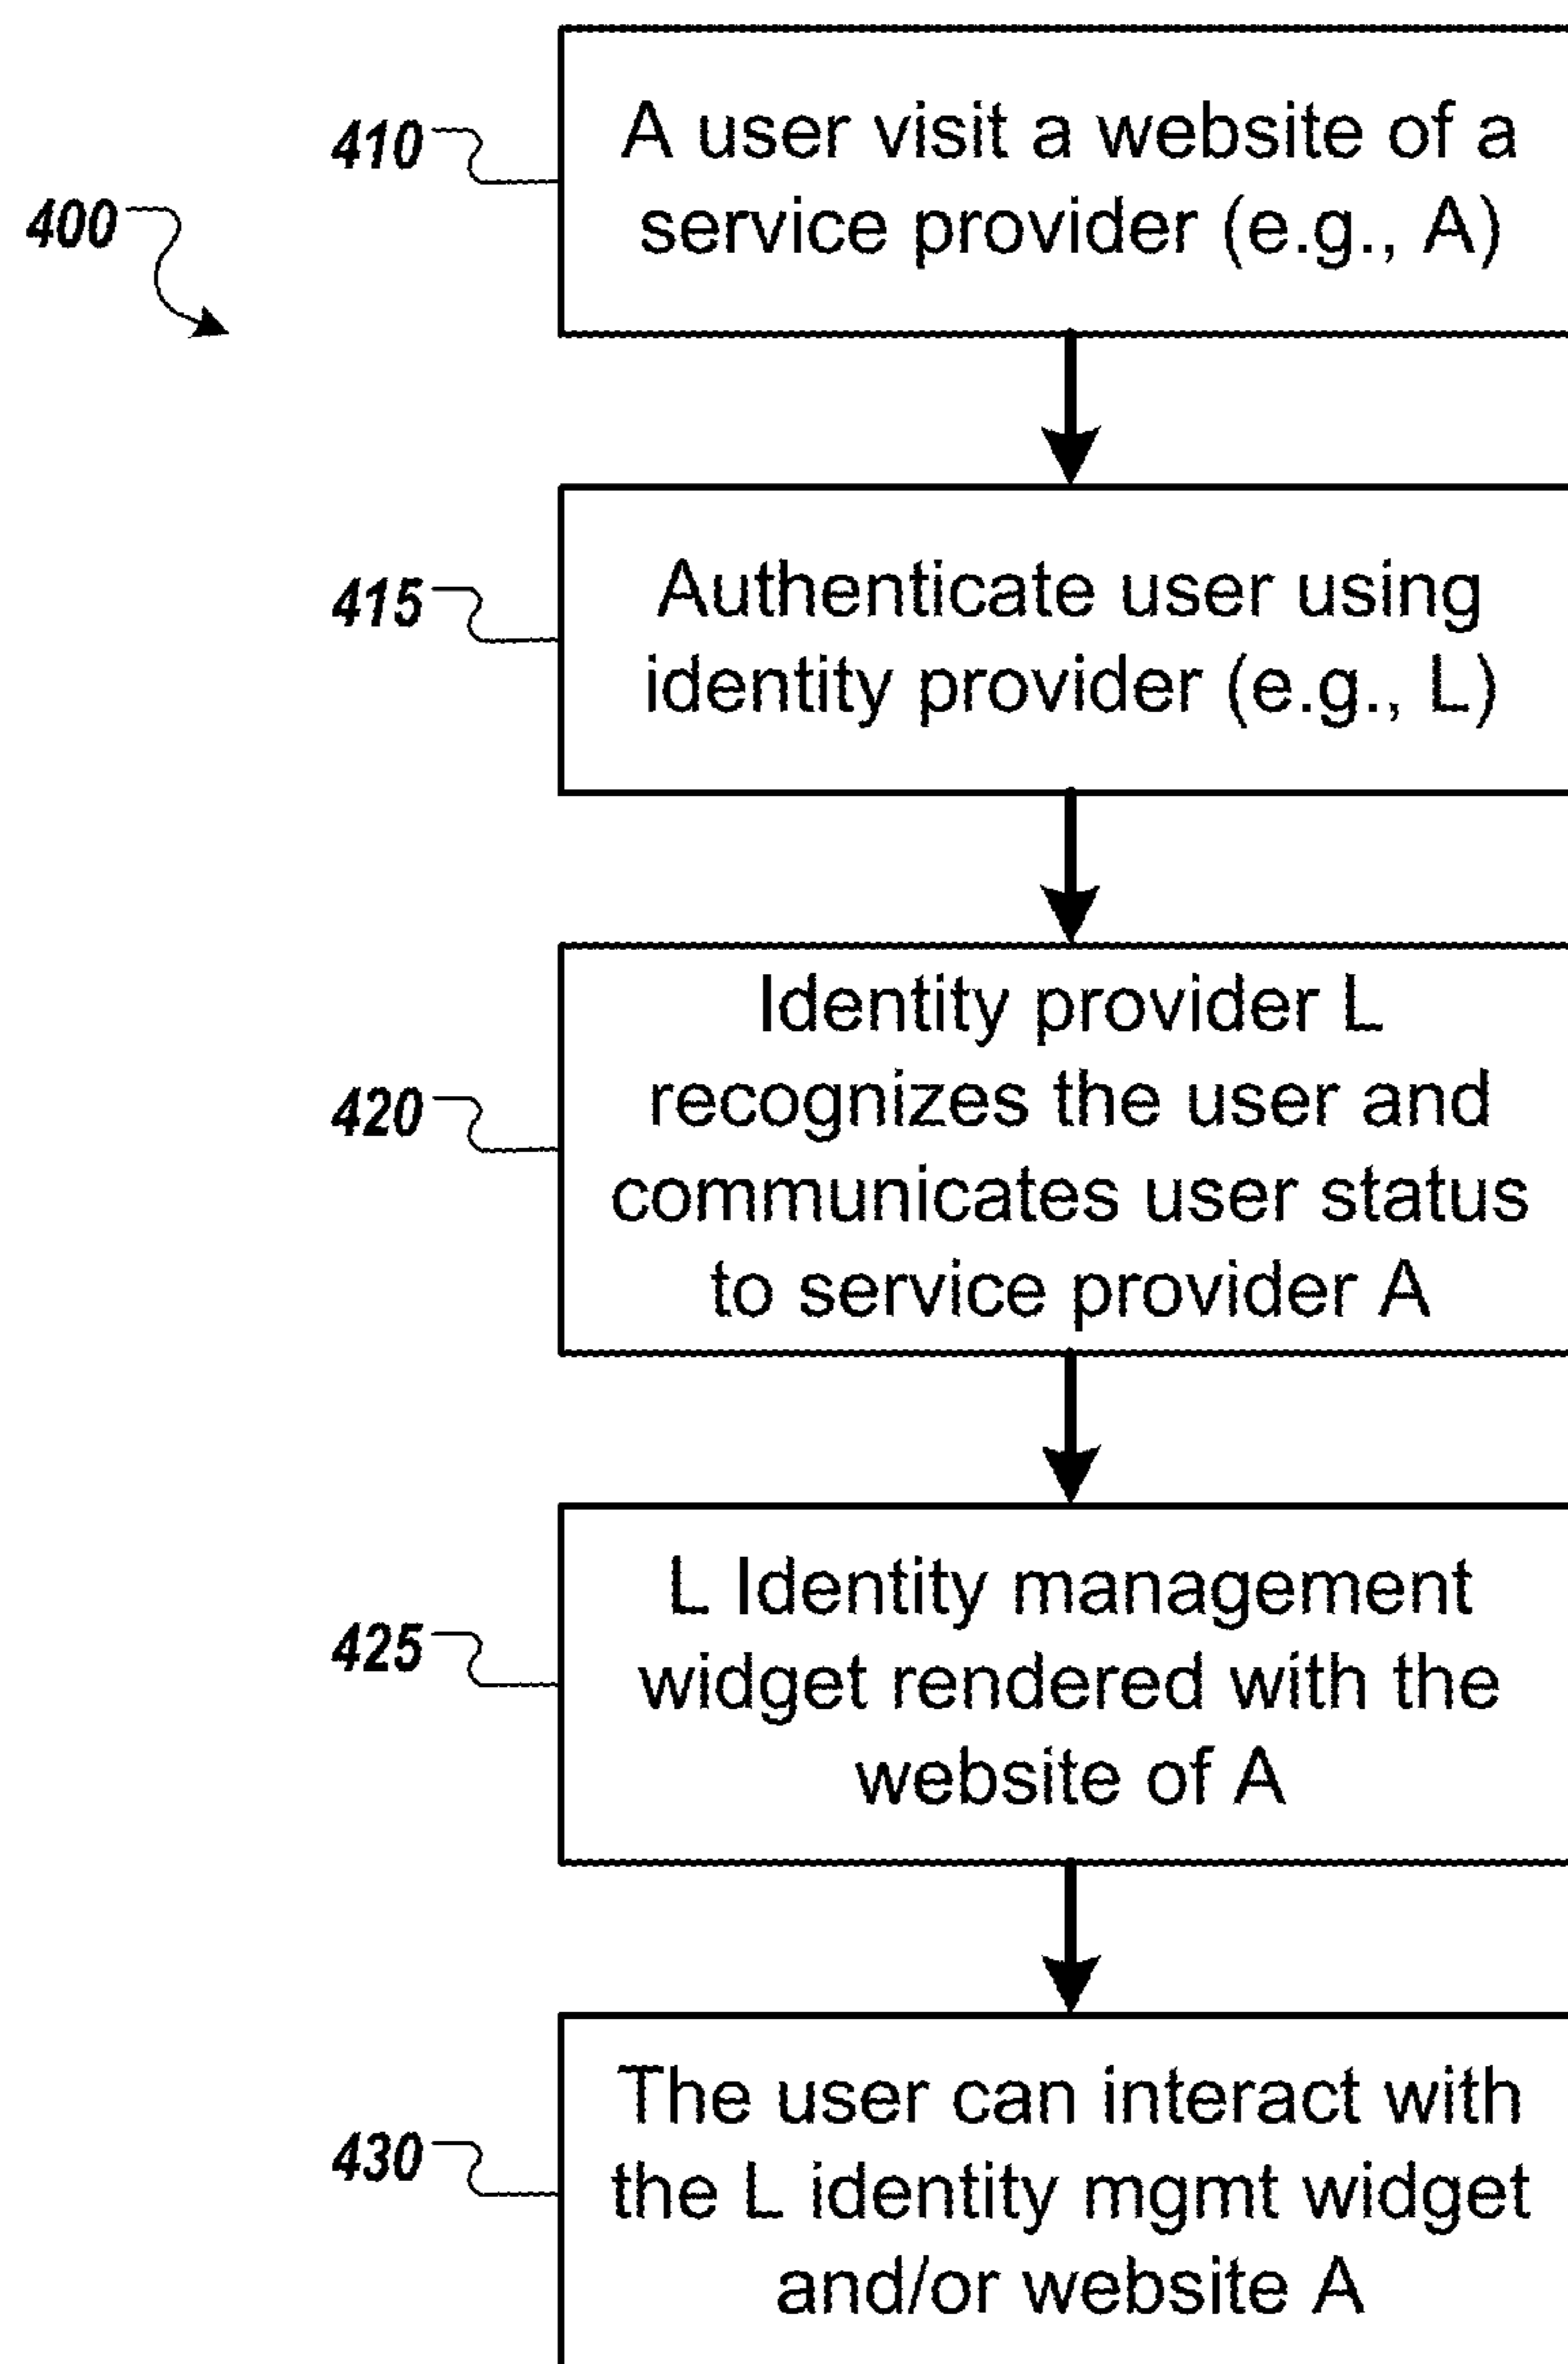 410
A user visit a website of a
service provider (e.g., A)
400
415
Authenticate user using
identity provider (e.g., L)
420
Identity provider L
recognizes the user and
communicates user status
to service provider A
425
L Identity management
widget rendered with the
website of A
430
The user can interact with
the L identity mgmt widget
and/or website A